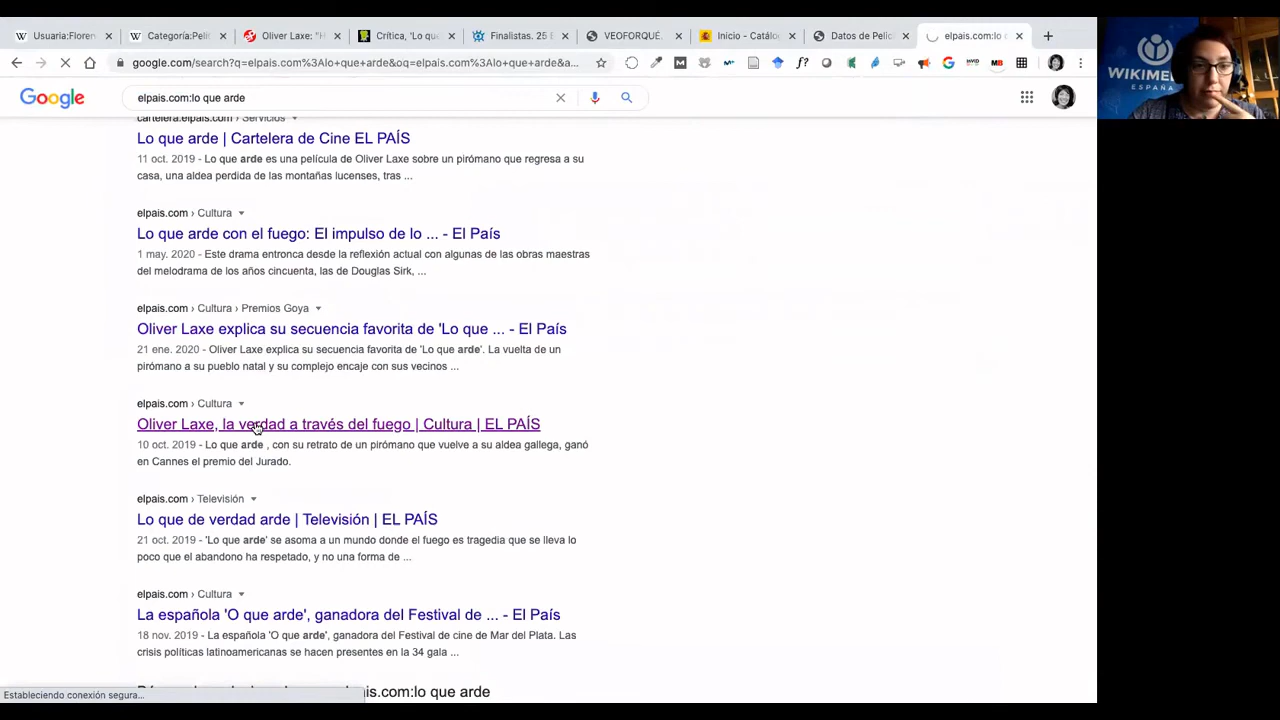 Usuaria:Floren
Categoría:Pelí
Oliver Laxe: "H
Crítica, 'Lo que
Finalistas. 25 E
VEOFORQUÉ.
Inicio - Catálog
Datos de Pelíc
elpais.com:lo q
google.com/search?q=elpais.com%3Alo+que+arde&oq=elpais.com%3Alo+que+arde&a...
Google
elpais.com:lo que arde
WIKIME
ESPAÑA
cartelera.elpais.com › Servicios
Lo que arde | Cartelera de Cine EL PAÍS
11 oct. 2019 - Lo que arde es una película de Oliver Laxe sobre un pirómano que regresa a su
casa, una aldea perdida de las montañas lucenses, tras ...
elpais.com › Cultura
Lo que arde con el fuego: El impulso de lo ... - El País
1 may. 2020 - Este drama entronca desde la reflexión actual con algunas de las obras maestras
del melodrama de los años cincuenta, las de Douglas Sirk, ...
elpais.com › Cultura › Premios Goya
Oliver Laxe explica su secuencia favorita de 'Lo que ... - El País
21 ene. 2020 - Oliver Laxe explica su secuencia favorita de 'Lo que arde'. La vuelta de un
pirómano a su pueblo natal y su complejo encaje con sus vecinos ...
elpais.com › Cultura
Oliver Laxe, la verdad a través del fuego | Cultura | EL PAÍS
10 oct. 2019 - Lo que arde , con su retrato de un pirómano que vuelve a su aldea gallega, ganó
en Cannes el premio del Jurado.
elpais.com › Televisión
Lo que de verdad arde | Televisión | EL PAÍS
21 oct. 2019 - 'Lo que arde' se asoma a un mundo donde el fuego es tragedia que se lleva lo
poco que el abandono ha respetado, y no una forma de ...
elpais.com › Cultura
La española 'O que arde', ganadora del Festival de ... - El País
18 nov. 2019 - La española 'O que arde', ganadora del Festival de cine de Mar del Plata. Las
crisis políticas latinoamericanas se hacen presentes en la 34 gala ...
is.com:lo que arde
Estableciendo conexión segura...